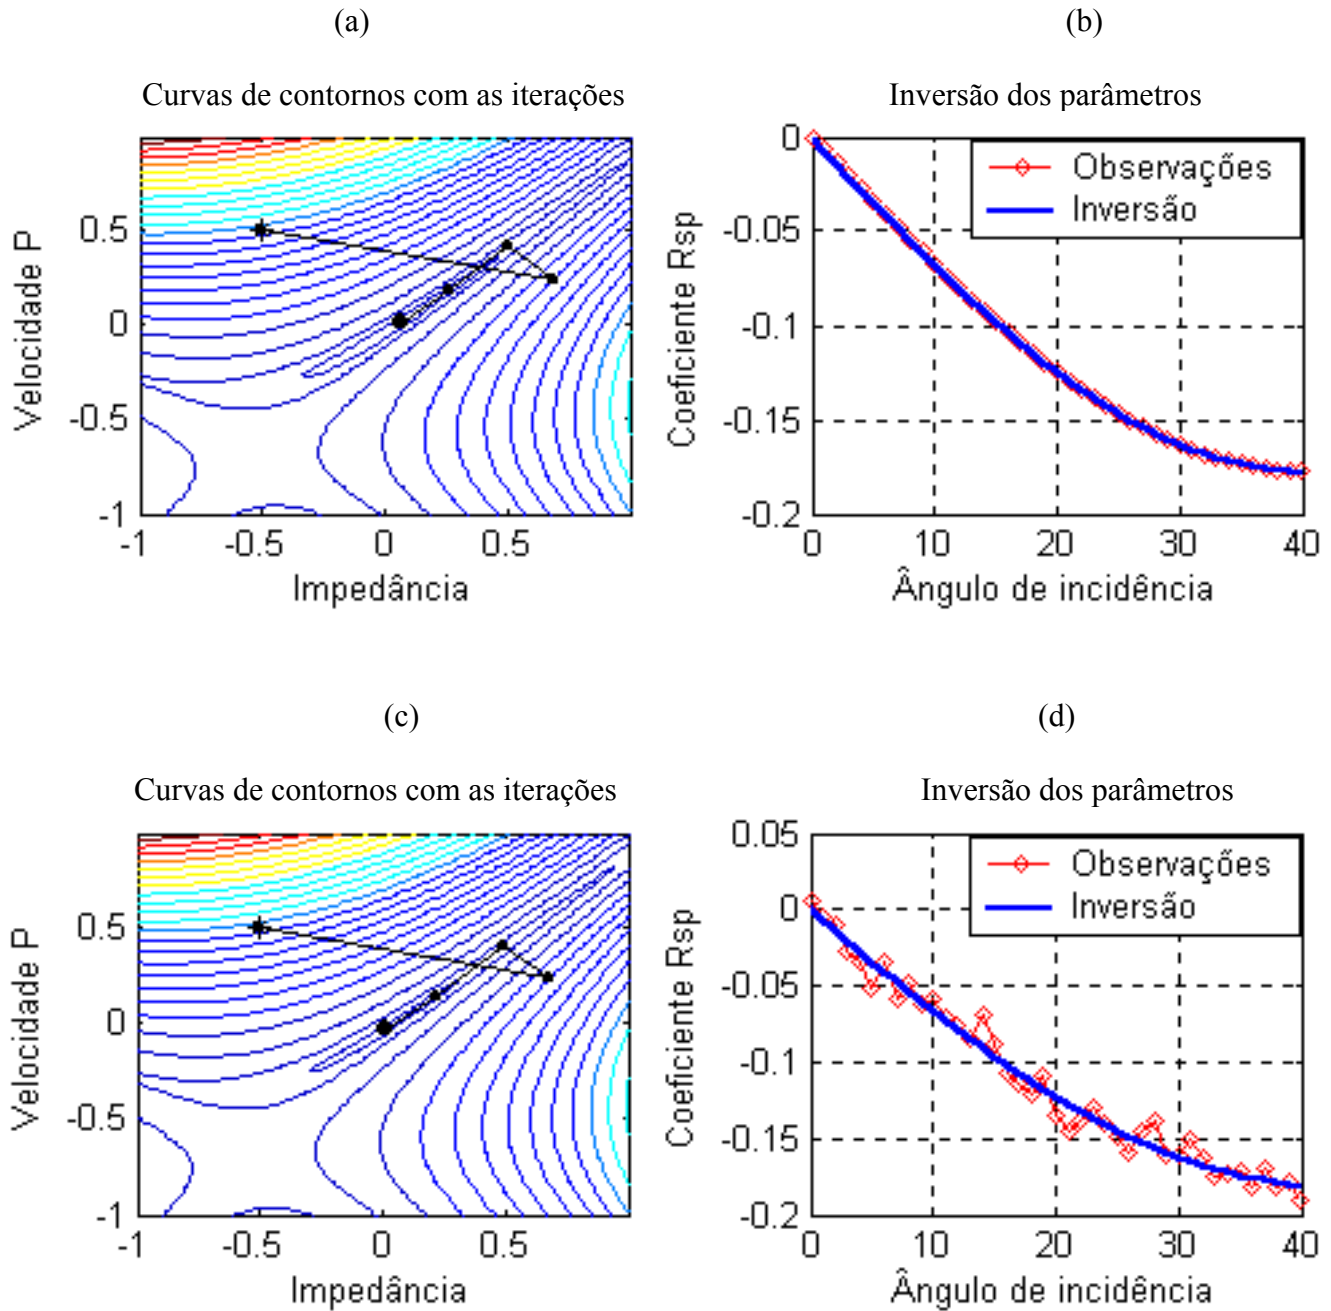 (a)
(b)
Curvas de contornos com as iterações
Inversão dos parâmetros
Velocidade P
0.5
0
-0.5
-1
-1
-0.5
0
0.5
Impedância
Coeficiente Rsp
0
-0.05
-0.1
-0.15
-0.2
Observações
Inversão
0
10
20
30
40
Ângulo de incidência
(c)
(d)
Curvas de contornos com as iterações
Inversão dos parâmetros
Velocidade P
0.5
0
-0.5
-1
-1
-0.5
0
0.5
Impedância
Coeficiente Rsp
0.05
0
-0.05
-0.1
-0.15
-0.2
Observações
Inversão
0
10
20
30
40
Ângulo de incidência